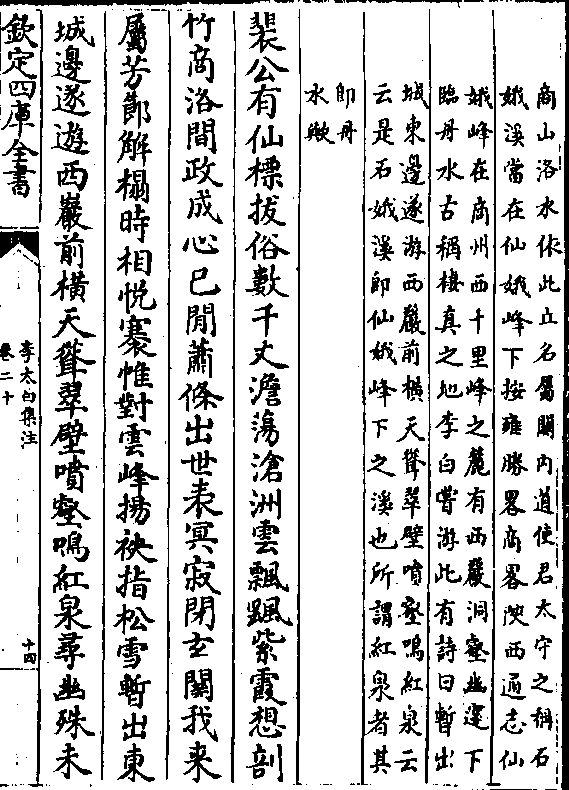 商山洛水依此立名屬關内道使君太守之稱石
娥溪當在仙娥峰下按雍勝畧商畧陜西通志仙
娥峰在商州西十里峰之麓有西巖洞壑幽邃下
臨丹水古稱棲真之地李白嘗游此有詩曰暫出
城東邊遂游西巖前橫天聳翠壁噴壑鳴紅泉云
云是石娥溪即仙娥峰下之溪也所謂紅泉者其
即丹
水歟
裴公有仙標拔俗數千丈澹蕩滄洲雲飄颻紫霞想剖
竹商洛間政成心已閒蕭條出世表冥寂閉玄關我来
屬芳節解榻時相悅褰帷對雲峰揚袂指松雪暫出東
城邊遂遊西巖前橫天聳翠壁噴壑鳴紅泉尋幽殊未
欽定四庫全書
李太白集注
卷二十
十四